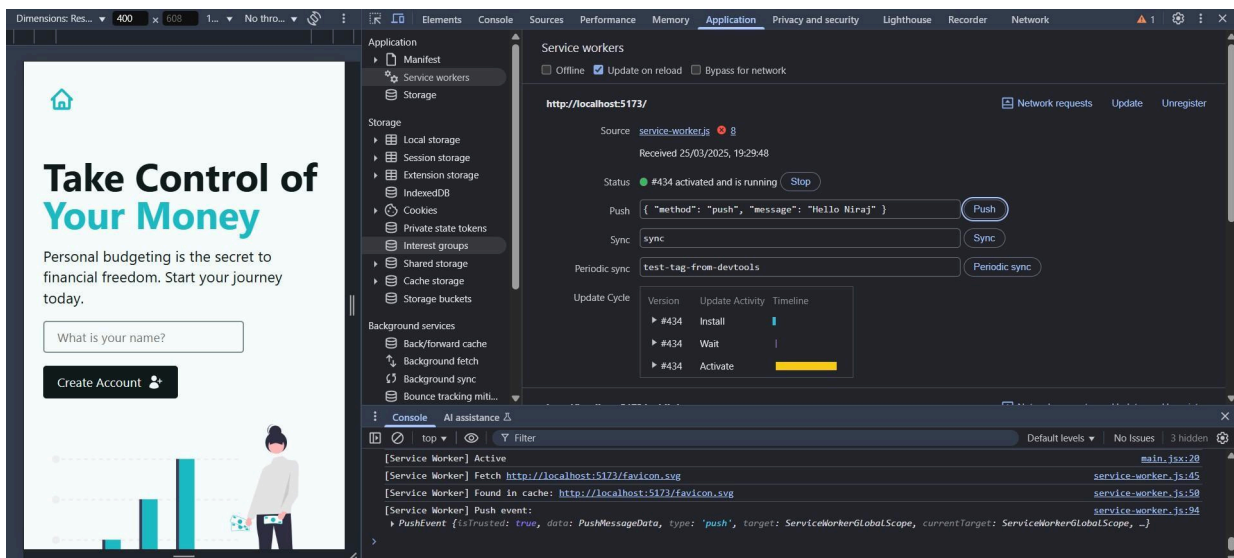 Dimensions: Res... 400 x 608 1... No thro...
Elements Console Sources Performance Memory Application Privacy and security Lighthouse Recorder Network 1
Take Control of
Your Money
Personal budgeting is the secret to
financial freedom. Start your journey
today.
What is your name?
Create Account
Application
Manifest
Service workers
Storage
Storage
Local storage
Session storage
Extension storage
IndexedDB
Cookies
Private state tokens
Interest groups
Shared storage
Cache storage
Storage buckets
Background services
Back/forward cache
Background fetch
Background sync
Bounce tracking miti...
Service workers
Offline Update on reload Bypass for network
http://localhost:5173/ Network requests Update Unregister
Source service-worker.js 8
Received 25/03/2025, 19:29:48
Status #434 activated and is running Stop
Push { "method": "push", "message": "Hello Niraj" } Push
Sync sync Sync
Periodic sync test-tag-from-devtools Periodic sync
Update Cycle Version Update Activity Timeline
#434 Install
#434 Wait
#434 Activate
Console AI assistance
top Filter Default levels No Issues 3 hidden
[Service Worker] Active main.jsx:20
[Service Worker] Fetch http://localhost:5173/favicon.svg service-worker.js:45
[Service Worker] Found in cache: http://localhost:5173/favicon.svg service-worker.js:50
[Service Worker] Push event: service-worker.js:94
PushEvent {isTrusted: true, data: PushMessageData, type: 'push', target: ServiceWorkerGlobalScope, currentTarget: ServiceWorkerGlobalScope, …}